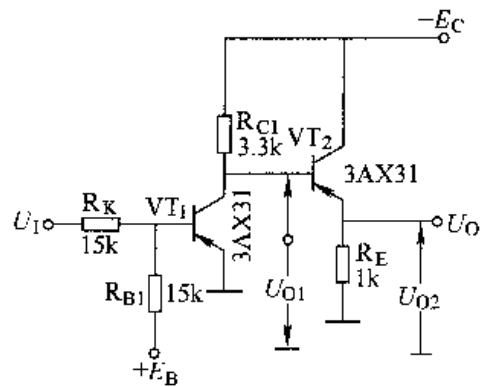 −E_C
R_C1
3.3k
VT_2
3AX31
R_K
VT_1
3AX31
U_I
15k
U_O
R_E
1k
R_B1
15k
U_O1
U_O2
+E_B